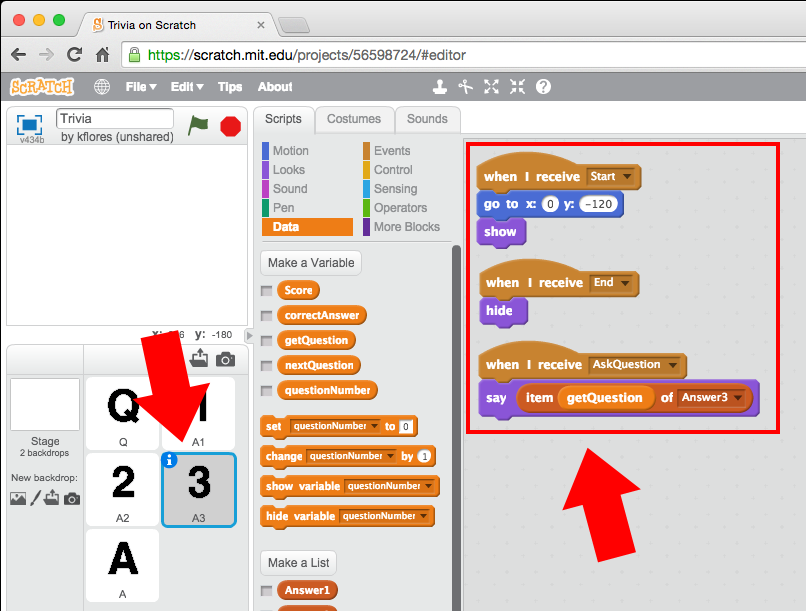 Trivia on Scratch
https://scratch.mit.edu/projects/56598724/#editor
SCRATCH File Edit Tips About
Trivia
v434b by kflores (unshared)
Scripts Costumes Sounds
Motion Events
Looks Control
Sound Sensing
Pen Operators
Data More Blocks
Make a Variable
Score
correctAnswer
getQuestion
nextQuestion
questionNumber
set questionNumber to 0
change questionNumber by 1
show variable questionNumber
hide variable questionNumber
Make a List
Answer1
when I receive Start
go to x: 0 y: -120
show
when I receive End
hide
when I receive AskQuestion
say item getQuestion of Answer3
y: -180
Stage
2 backdrops
New backdrop:
Q 1
Q A1
2 3
A2 A3
A
A